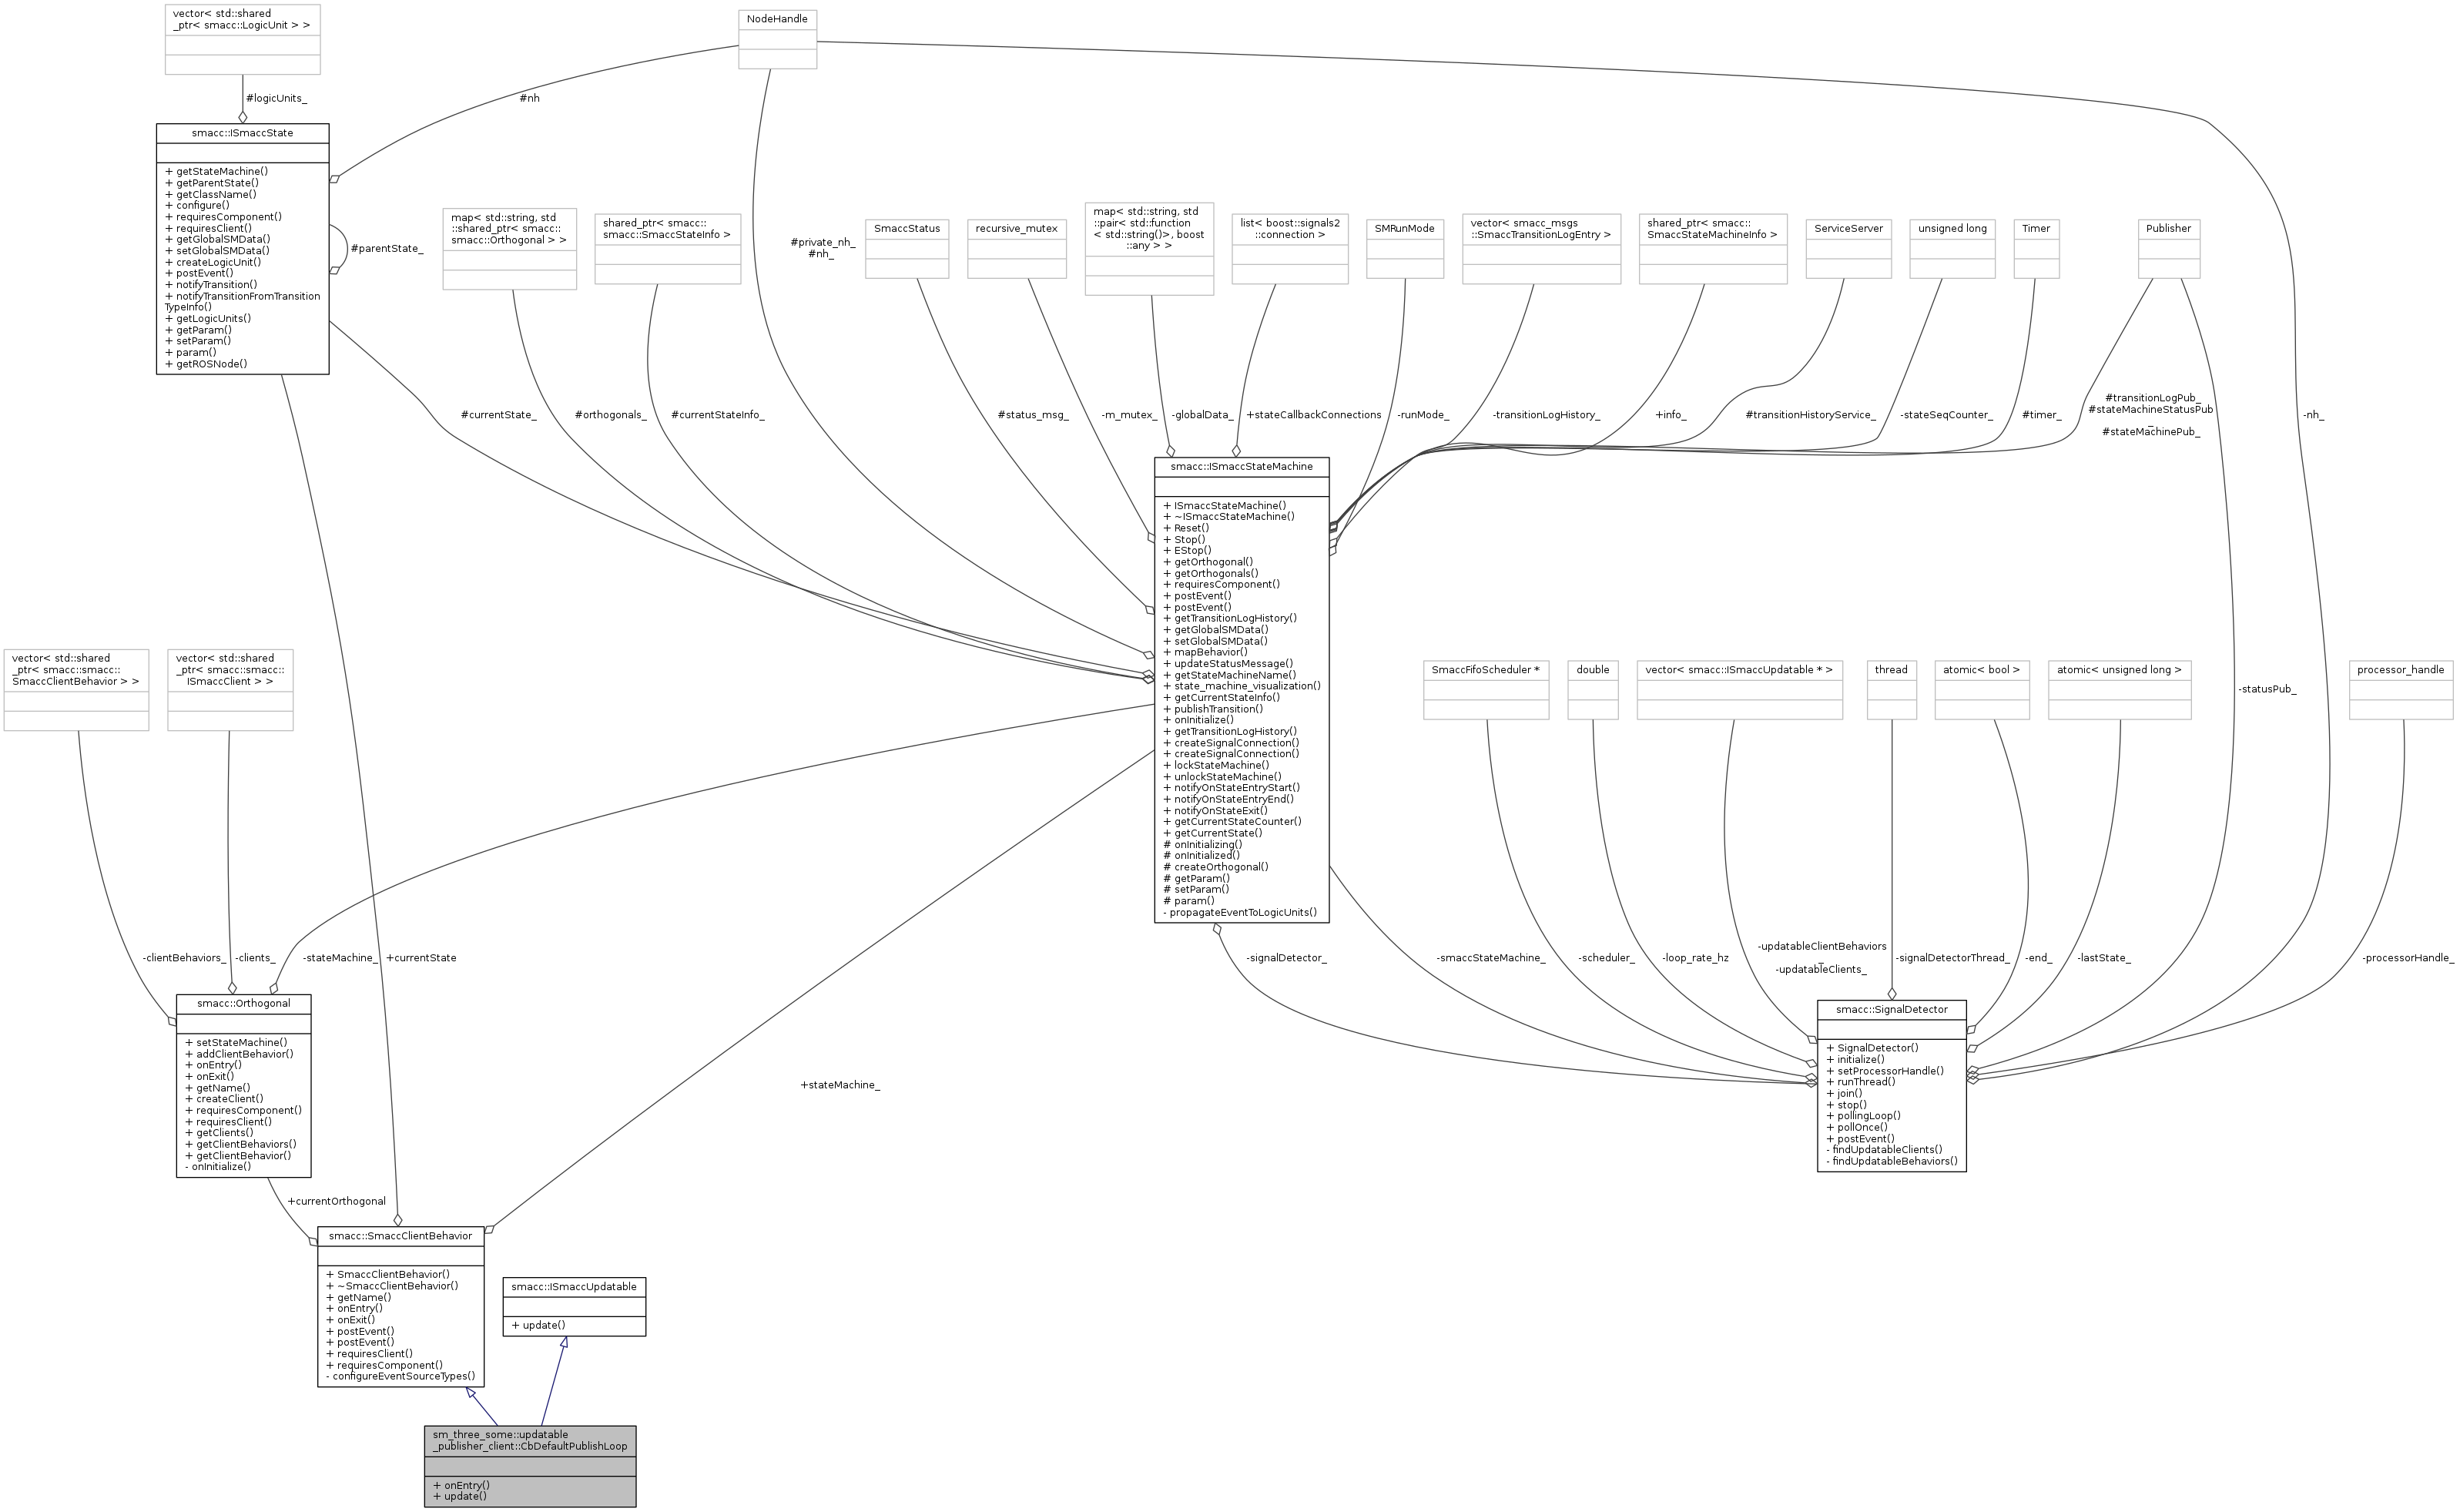 vector< std::shared
_ptr< smacc::LogicUnit > >
NodeHandle
#logicUnits_
#nh
smacc::ISmaccState
+ getStateMachine()
+ getParentState()
+ getClassName()
+ configure()
+ requiresComponent()
+ requiresClient()
+ getGlobalSMData()
+ setGlobalSMData()
+ createLogicUnit()
+ postEvent()
+ notifyTransition()
+ notifyTransitionFromTransition
TypeInfo()
+ getLogicUnits()
+ getParam()
+ setParam()
+ param()
+ getROSNode()
#parentState_
map< std::string, std
::shared_ptr< smacc::
smacc::Orthogonal > >
shared_ptr< smacc::
smacc::SmaccStateInfo >
#private_nh_
#nh_
SmaccStatus
recursive_mutex
map< std::string, std
::pair< std::function
< std::string()>, boost
::any > >
list< boost::signals2
::connection >
SMRunMode
vector< smacc_msgs
::SmaccTransitionLogEntry >
shared_ptr< smacc::
SmaccStateMachineInfo >
ServiceServer
unsigned long
Timer
Publisher
#currentState_
#orthogonals_
#currentStateInfo_
#status_msg_
-m_mutex_
-globalData_
+stateCallbackConnections
-runMode_
-transitionLogHistory_
+info_
#transitionHistoryService_
-stateSeqCounter_
#timer_
#transitionLogPub_
#stateMachineStatusPub
_
#stateMachinePub_
-nh_
smacc::ISmaccStateMachine
+ ISmaccStateMachine()
+ ~ISmaccStateMachine()
+ Reset()
+ Stop()
+ EStop()
+ getOrthogonal()
+ getOrthogonals()
+ requiresComponent()
+ postEvent()
+ postEvent()
+ getTransitionLogHistory()
+ getGlobalSMData()
+ setGlobalSMData()
+ mapBehavior()
+ updateStatusMessage()
+ getStateMachineName()
+ state_machine_visualization()
+ getCurrentStateInfo()
+ publishTransition()
+ onInitialize()
+ getTransitionLogHistory()
+ createSignalConnection()
+ createSignalConnection()
+ lockStateMachine()
+ unlockStateMachine()
+ notifyOnStateEntryStart()
+ notifyOnStateEntryEnd()
+ notifyOnStateExit()
+ getCurrentStateCounter()
+ getCurrentState()
# onInitializing()
# onInitialized()
# createOrthogonal()
# getParam()
# setParam()
# param()
- propagateEventToLogicUnits()
vector< std::shared
_ptr< smacc::smacc::
SmaccClientBehavior > >
vector< std::shared
_ptr< smacc::smacc::
ISmaccClient > >
SmaccFifoScheduler *
double
vector< smacc::ISmaccUpdatable * >
thread
atomic< bool >
atomic< unsigned long >
-statusPub_
processor_handle
-clientBehaviors_
-clients_
-stateMachine_
+currentState
-signalDetector_
-smaccStateMachine_
-scheduler_
-loop_rate_hz
-updatableClientBehaviors
_
-updatableClients_
-signalDetectorThread_
-end_
-lastState_
-processorHandle_
smacc::Orthogonal
+ setStateMachine()
+ addClientBehavior()
+ onEntry()
+ onExit()
+ getName()
+ createClient()
+ requiresComponent()
+ requiresClient()
+ getClients()
+ getClientBehaviors()
+ getClientBehavior()
- onInitialize()
+stateMachine_
smacc::SignalDetector
+ SignalDetector()
+ initialize()
+ setProcessorHandle()
+ runThread()
+ join()
+ stop()
+ pollingLoop()
+ pollOnce()
+ postEvent()
- findUpdatableClients()
- findUpdatableBehaviors()
+currentOrthogonal
smacc::SmaccClientBehavior
+ SmaccClientBehavior()
+ ~SmaccClientBehavior()
+ getName()
+ onEntry()
+ onExit()
+ postEvent()
+ postEvent()
+ requiresClient()
+ requiresComponent()
- configureEventSourceTypes()
smacc::ISmaccUpdatable
+ update()
sm_three_some::updatable
_publisher_client::CbDefaultPublishLoop
+ onEntry()
+ update()